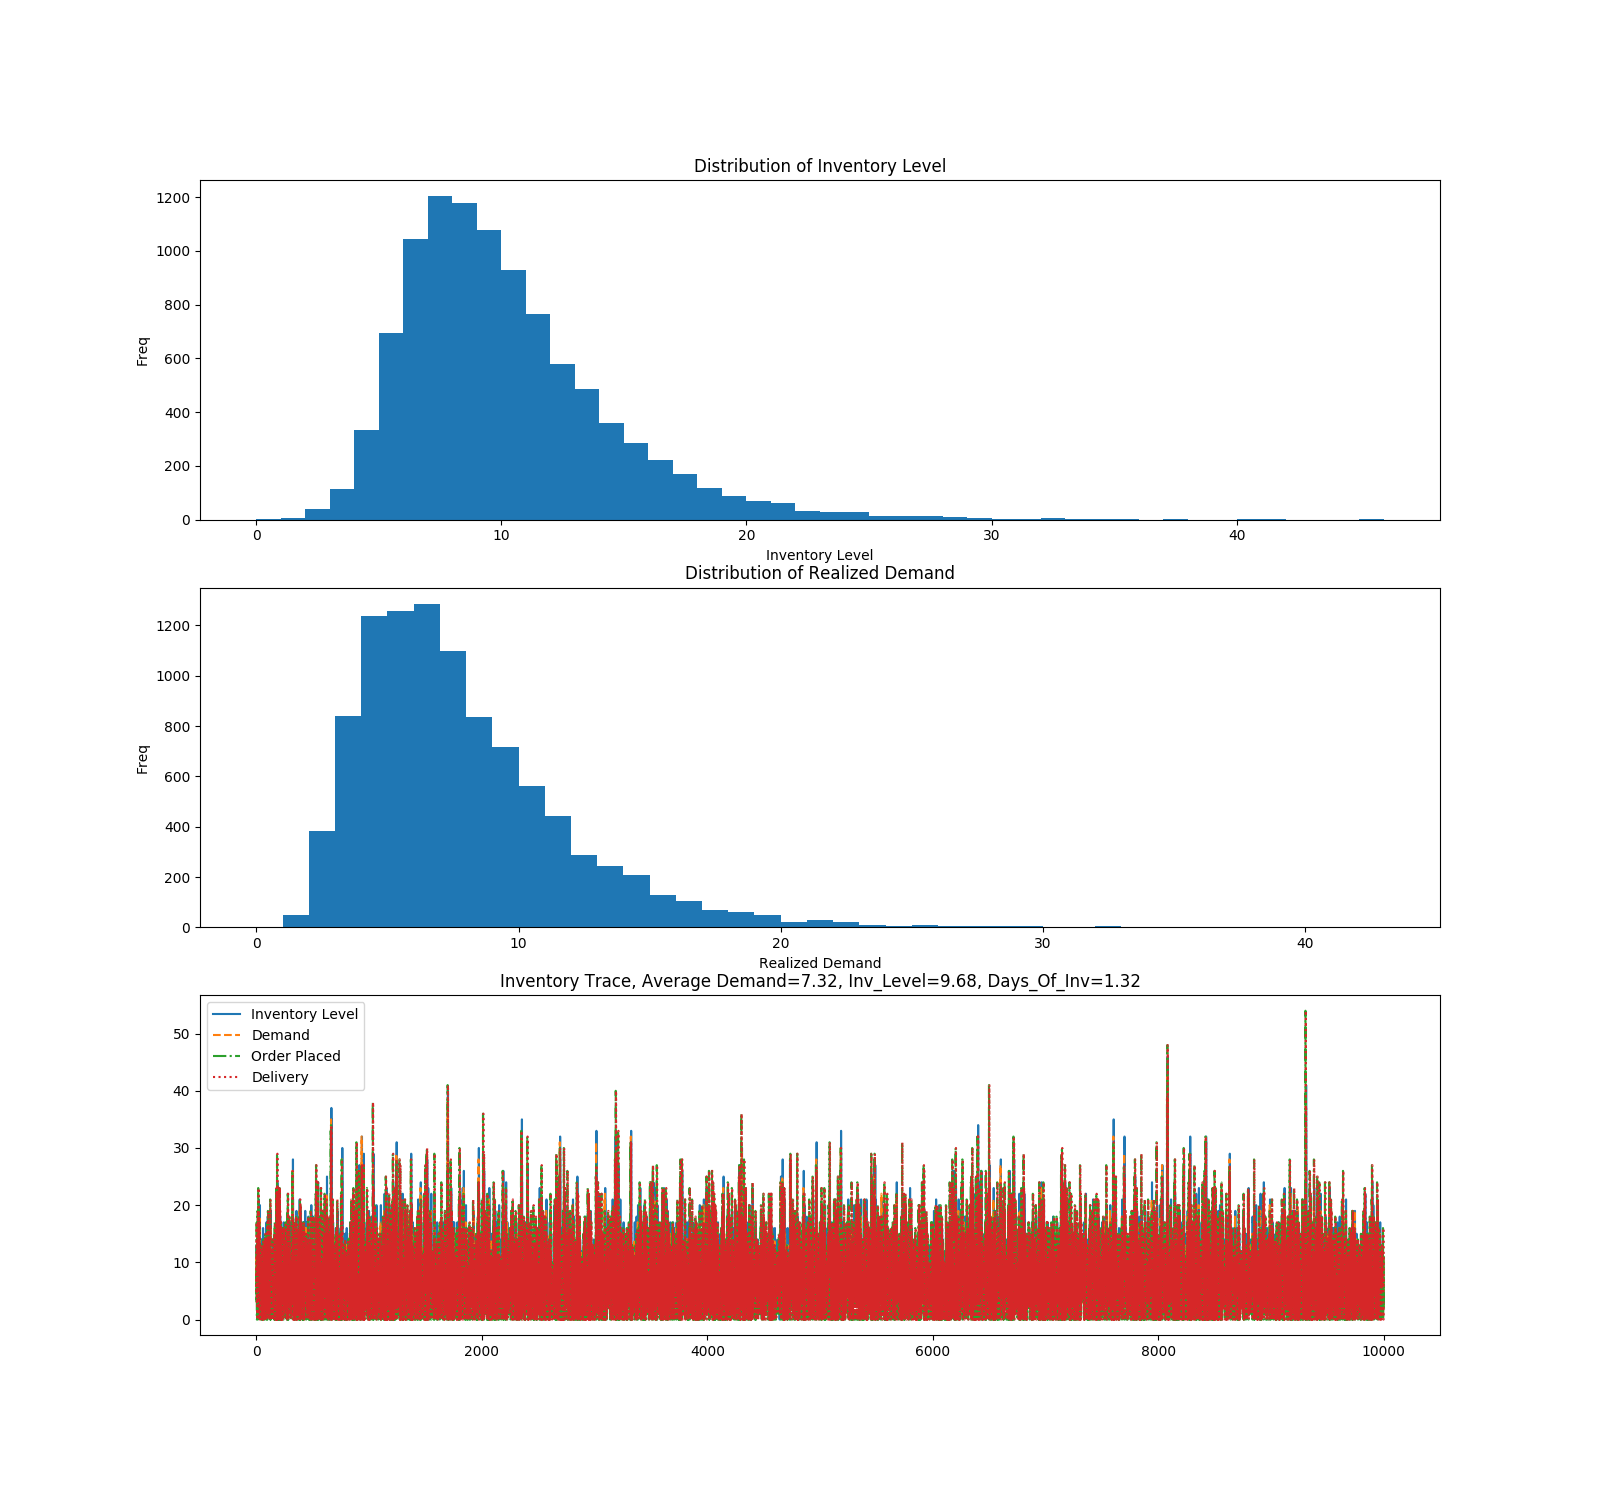 Distribution of Inventory Level
1200
1000
800
600
400
200
0
Freq
0 10 20 30 40
Inventory Level
Distribution of Realized Demand
1200
1000
800
600
400
200
0
Freq
0 10 20 30 40
Realized Demand
Inventory Trace, Average Demand=7.32, Inv_Level=9.68, Days_Of_Inv=1.32
Inventory Level
Demand
Order Placed
Delivery
50
40
30
20
10
0
0 2000 4000 6000 8000 10000